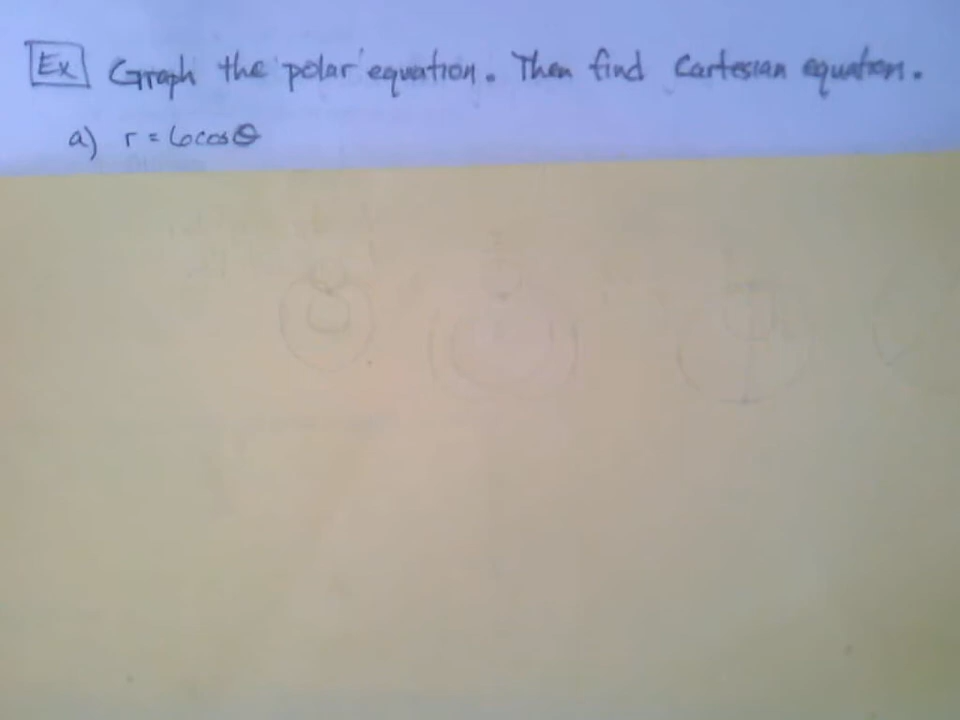 Ex Graph the polar equation. Then find Cartesian equation.
a) r = 6cosθ